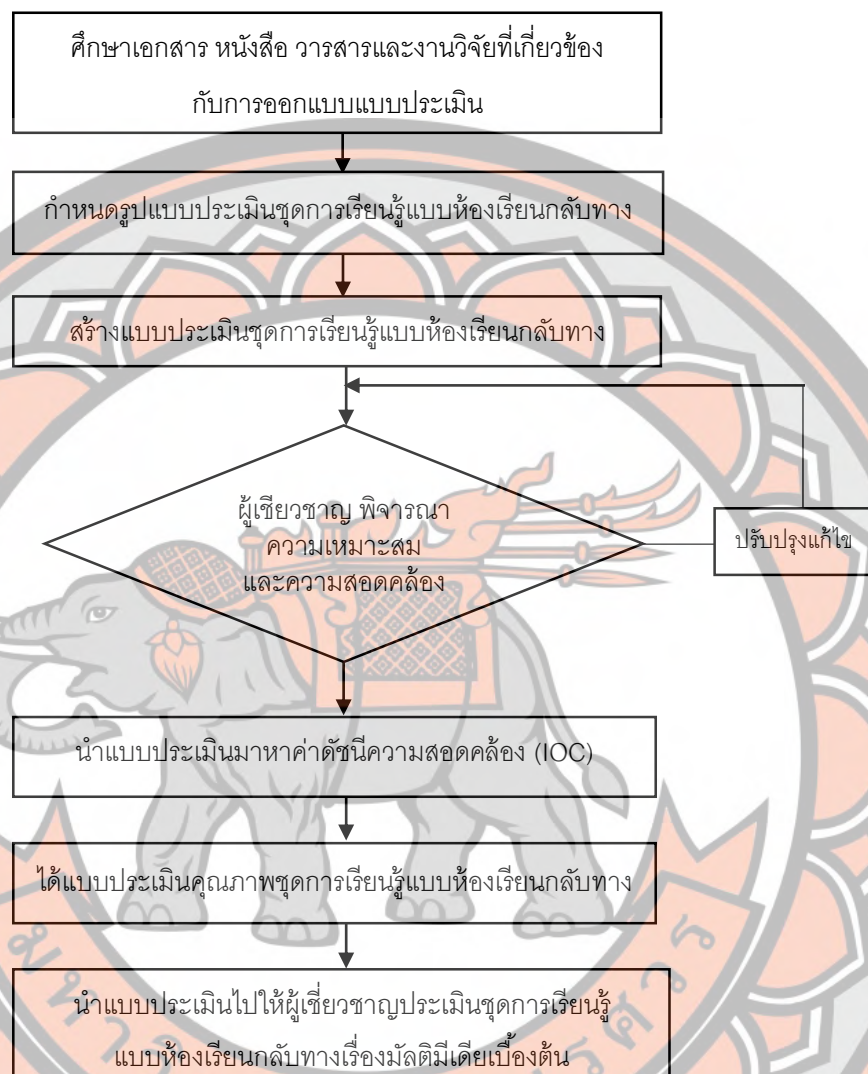 ศึกษาเอกสาร หนังสือ วารสารและงานวิจัยที่เกี่ยวข้อง
กับการออกแบบแบบประเมิน
กำหนดรูปแบบประเมินชุดการเรียนรู้แบบห้องเรียนกลับทาง
สร้างแบบประเมินชุดการเรียนรู้แบบห้องเรียนกลับทาง
ผู้เชียวชาญ พิจารณา
ความเหมาะสม
และความสอดคล้อง
ปรับปรุงแก้ไข
นำแบบประเมินมาหาค่าดัชนีความสอดคล้อง (IOC)
ได้แบบประเมินคุณภาพชุดการเรียนรู้แบบห้องเรียนกลับทาง
นำแบบประเมินไปให้ผู้เชี่ยวชาญประเมินชุดการเรียนรู้
แบบห้องเรียนกลับทางเรื่องมัลติมีเดียเบื้องต้น